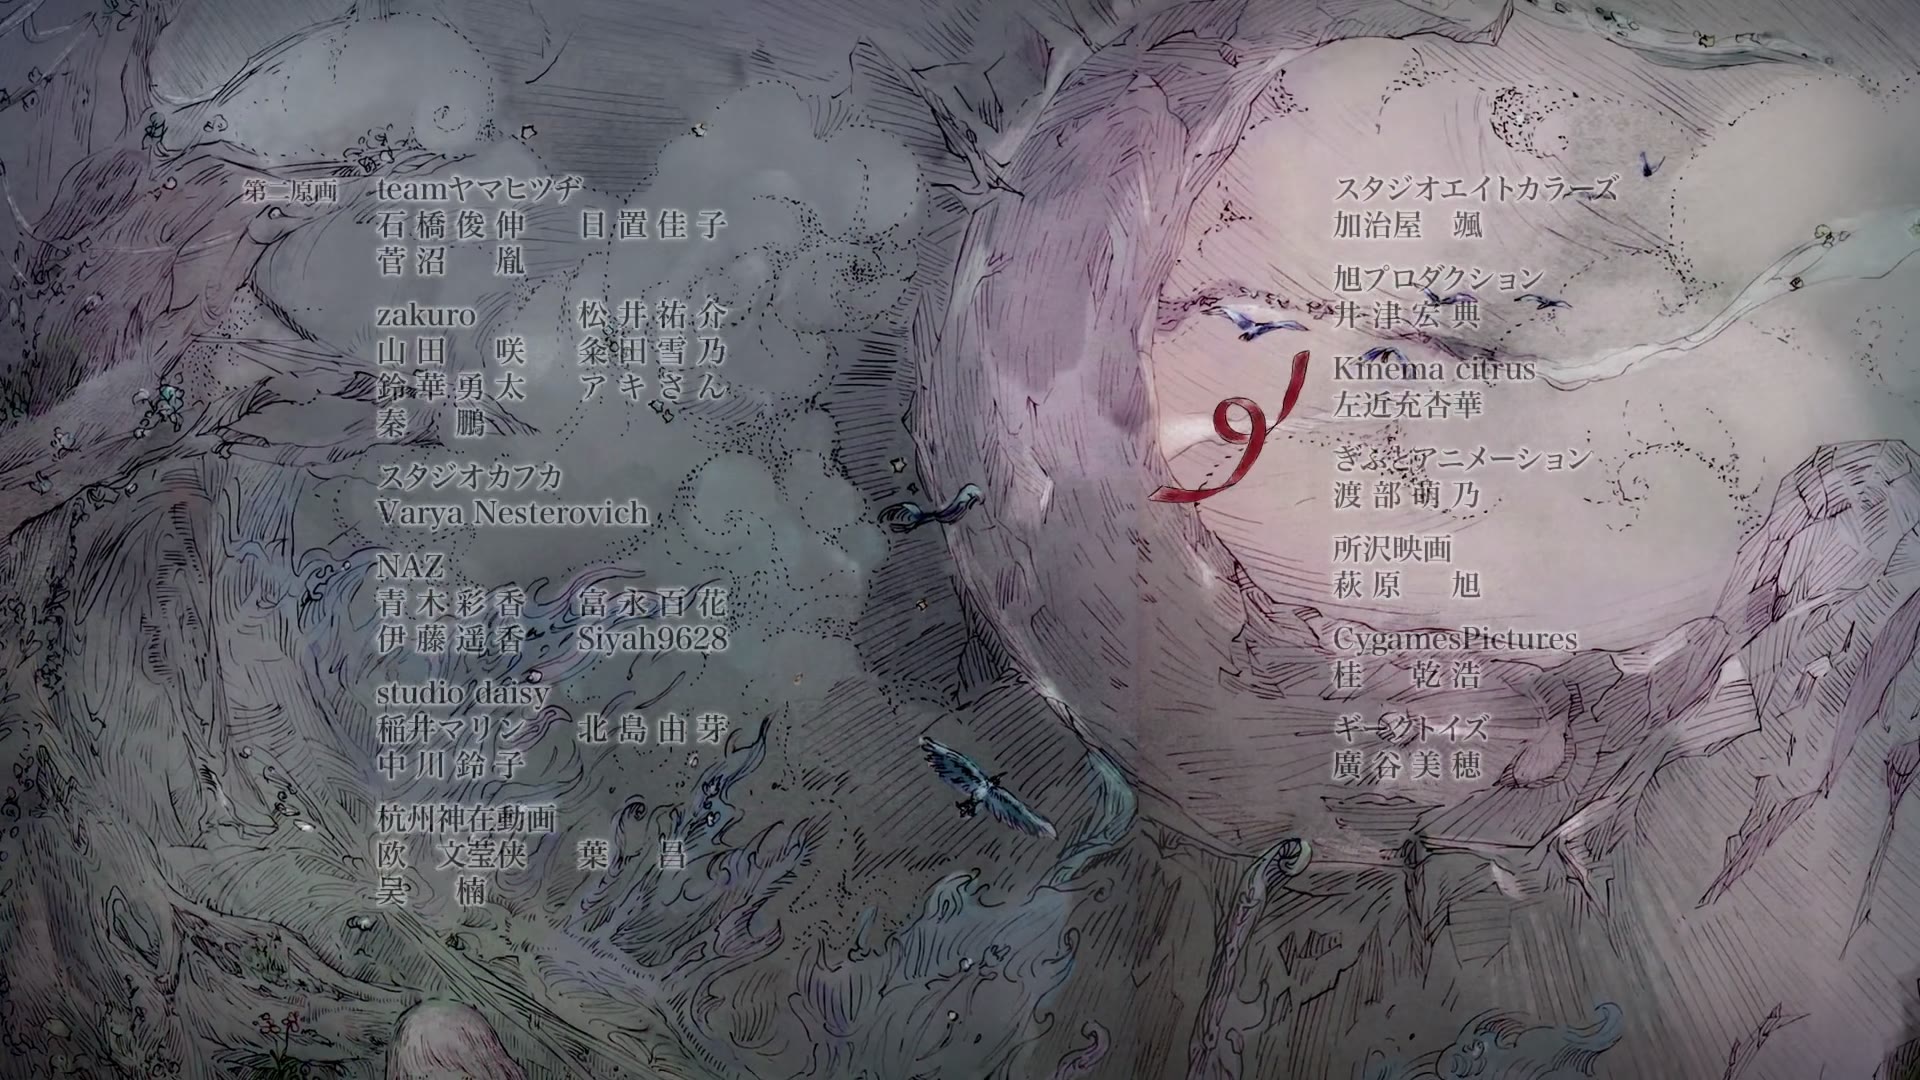 第二原画
teamヤマヒツヂ
石橋俊伸 日置佳子
菅沼 胤
zakuro 松井祐介
山田 咲 粂田雪乃
鈴華勇太 アキさん
秦 鵬
スタジオカフカ
Varya Nesterovich
NAZ
青木彩香 富永百花
伊藤遥香 Siyah9628
studio daisy
稲井マリン 北島由芽
中川鈴子
杭州神在動画
欧 文莹侠 葉 昌
吴 楠
スタジオエイトカラーズ
加治屋 颯
旭プロダクション
井津宏典
Kinema citrus
左近充杏華
ぎふとアニメーション
渡部萌乃
所沢映画
萩原 旭
CygamesPictures
桂 乾浩
ギークトイズ
廣谷美穂